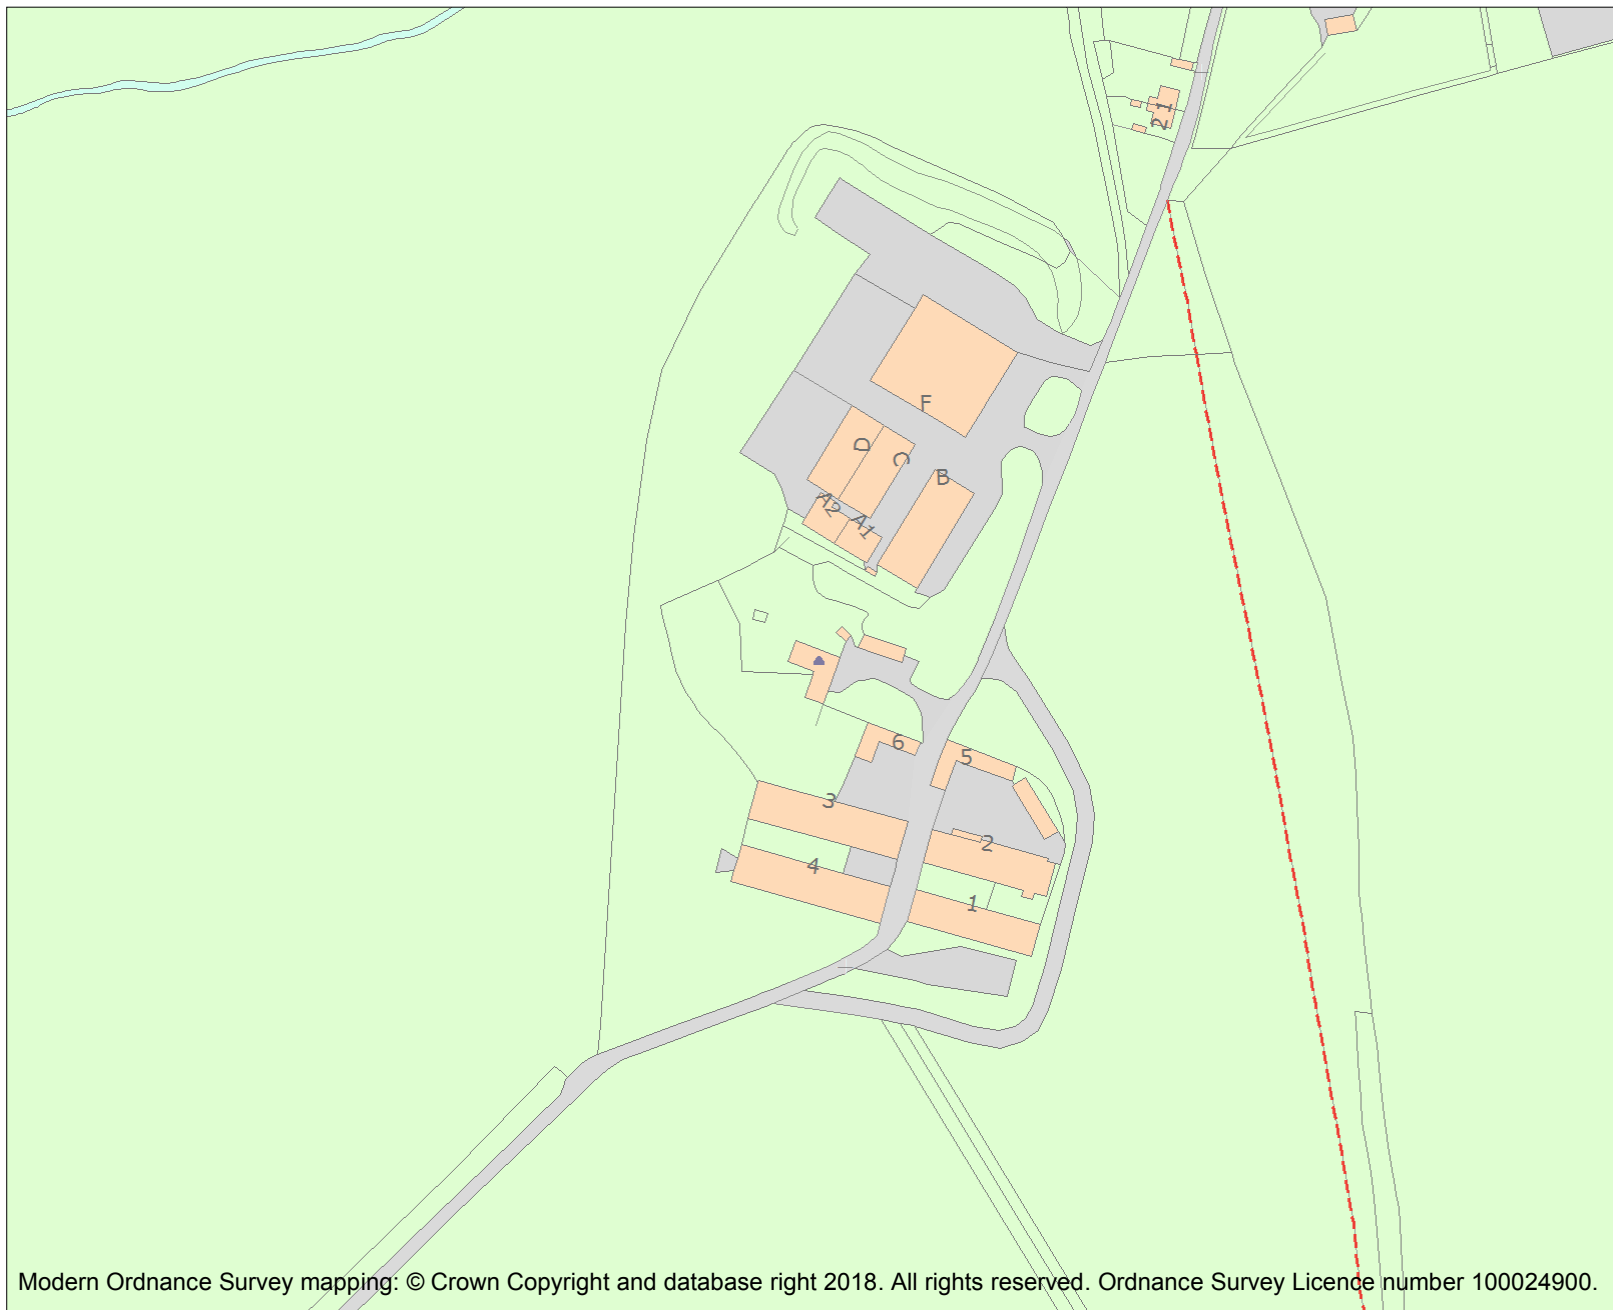 1
2
F
D
C
B
A2
A1
6
5
3
2
4
1
Modern Ordnance Survey mapping: © Crown Copyright and database right 2018. All rights reserved. Ordnance Survey Licence number 100024900.